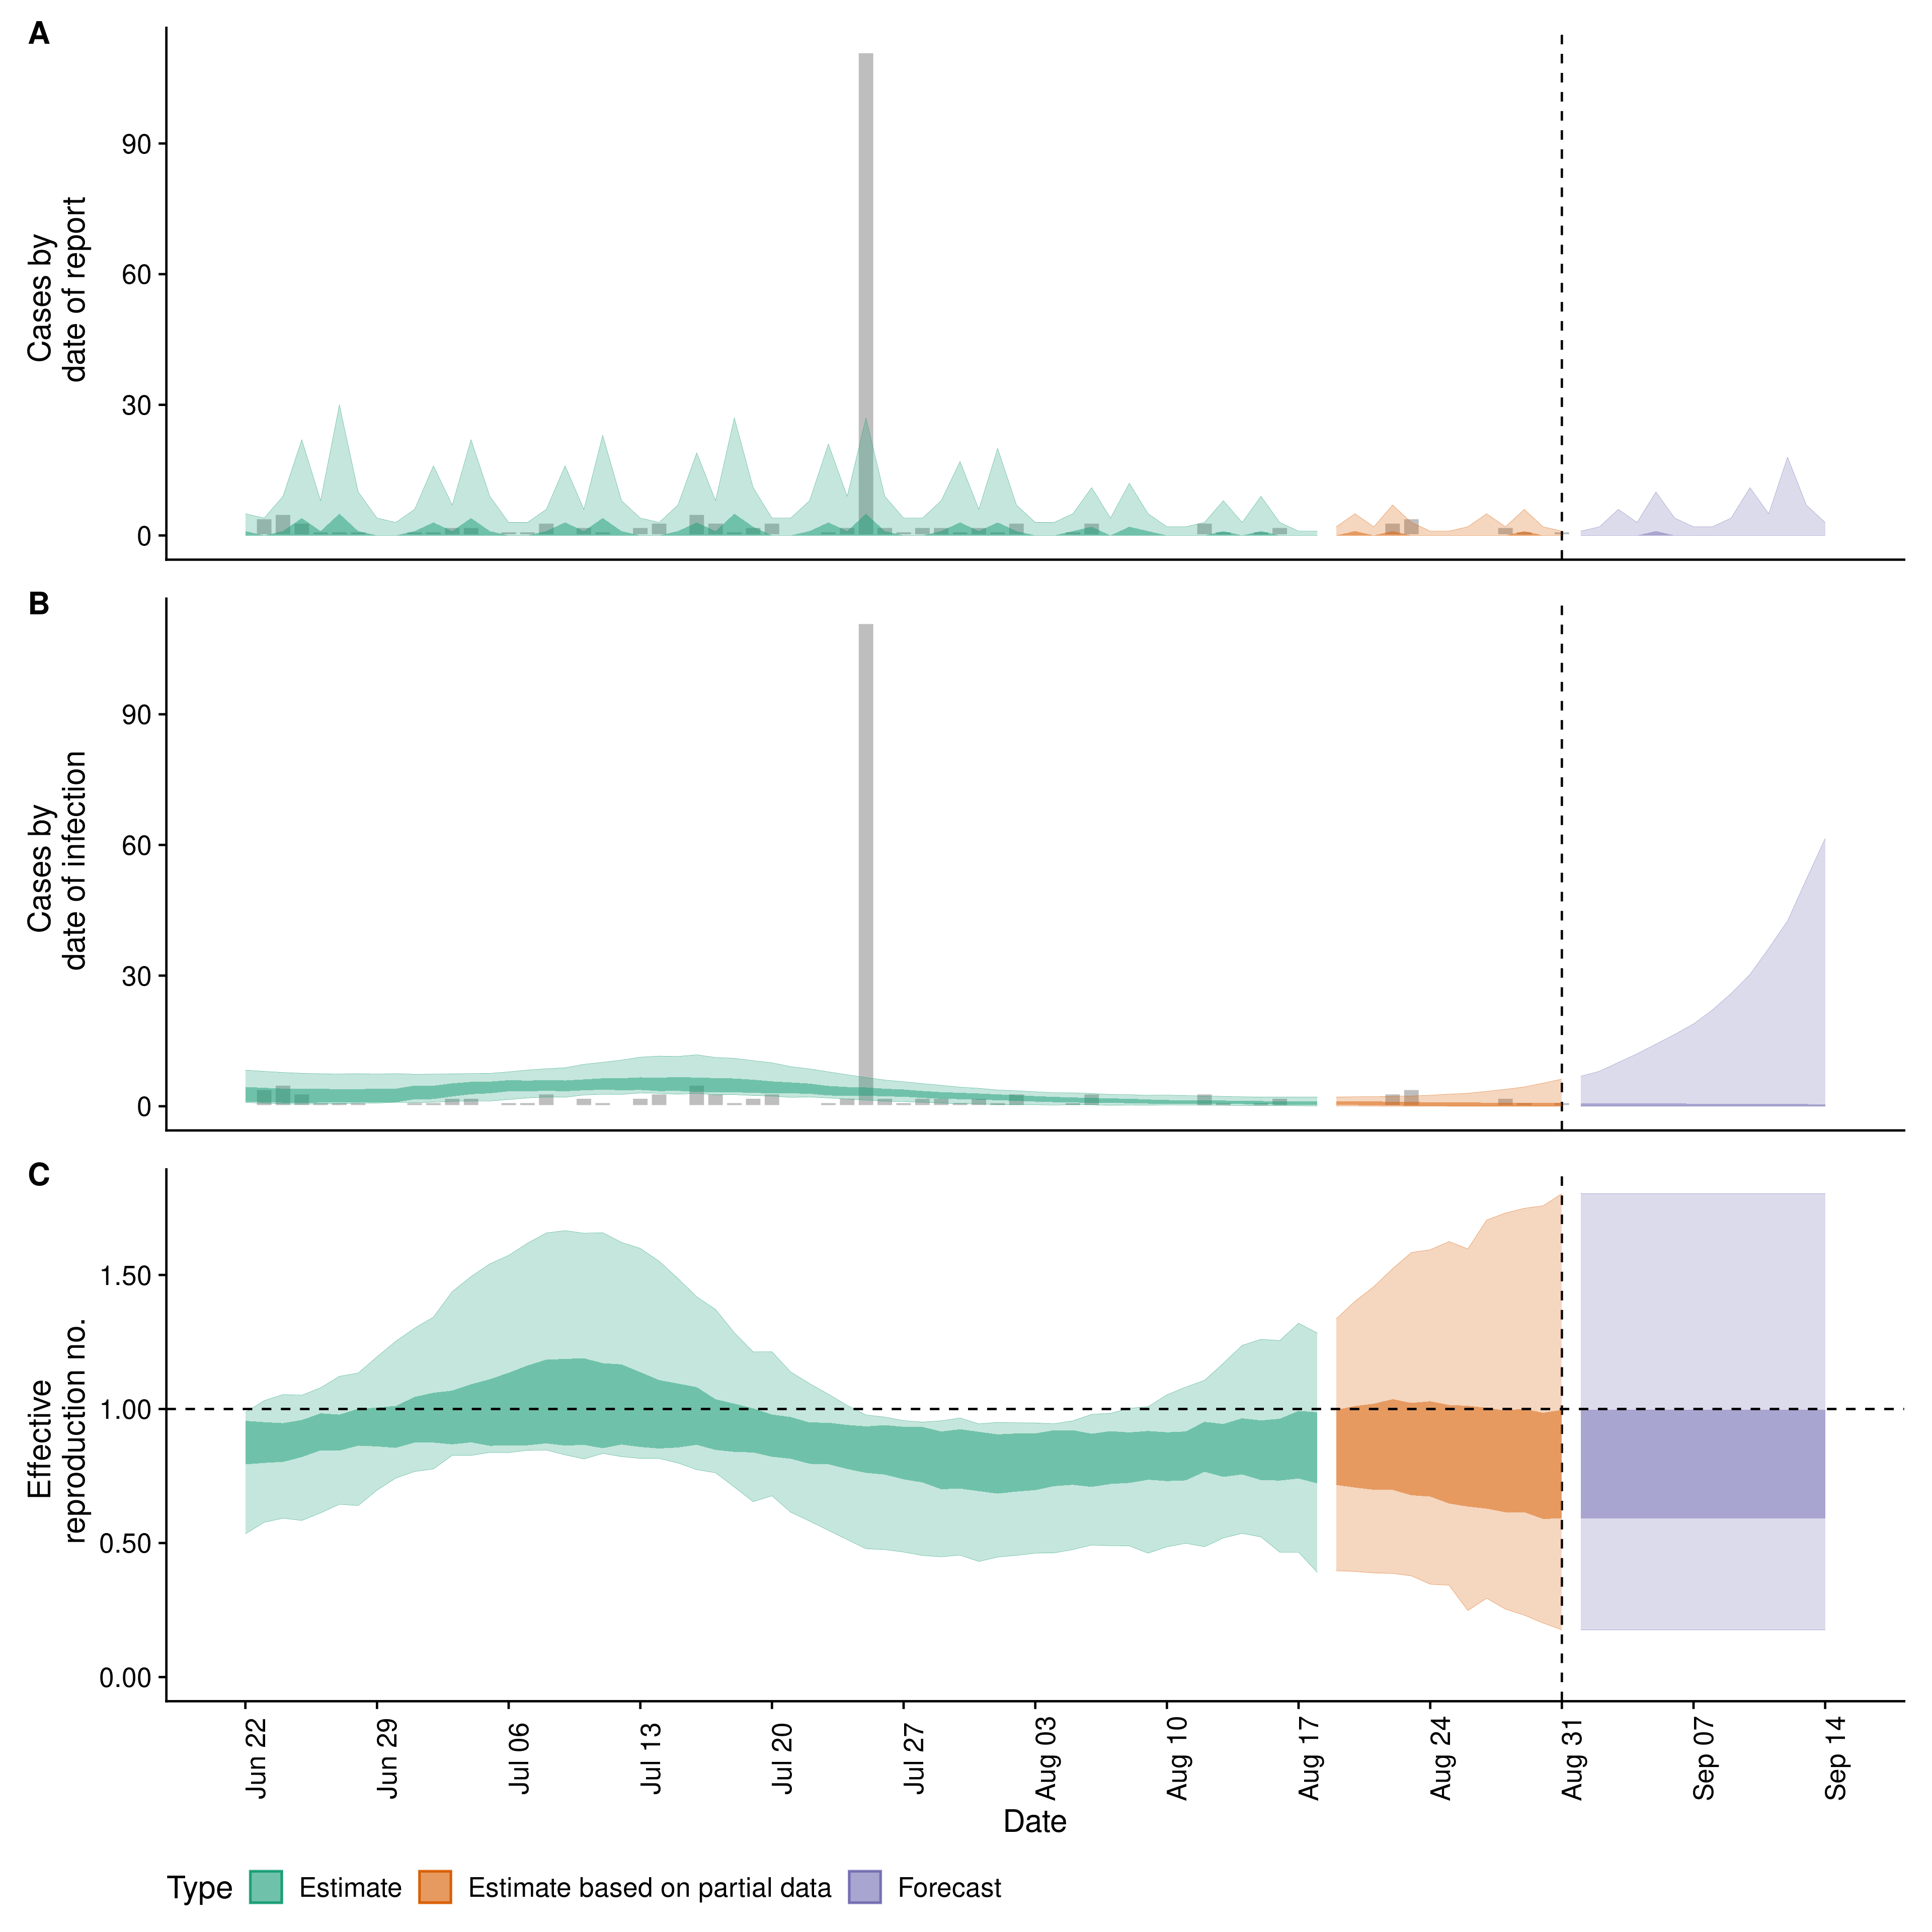 A
Cases by
date of report
90
60
30
0
B
Cases by
date of infection
90
60
30
0
C
Effective
reproduction no.
1.50
1.00
0.50
0.00
Jun 22
Jun 29
Jul 06
Jul 13
Jul 20
Jul 27
Aug 03
Aug 10
Aug 17
Aug 24
Aug 31
Sep 07
Sep 14
Date
Type Estimate Estimate based on partial data Forecast